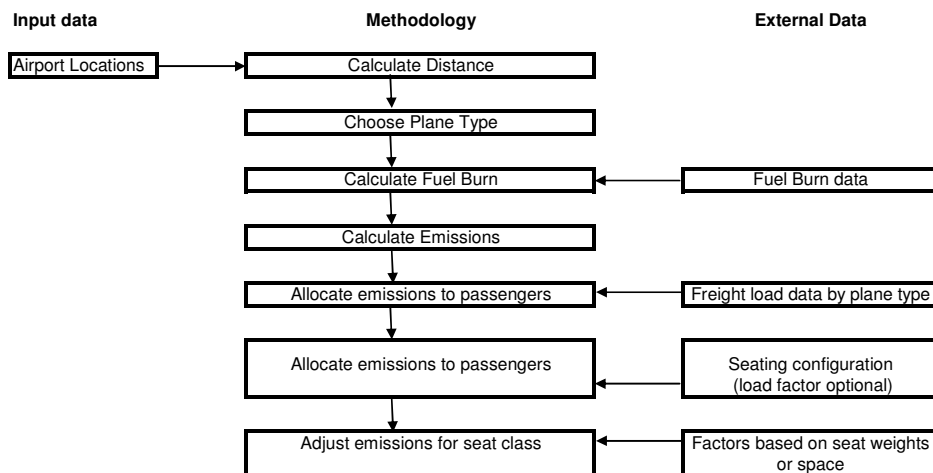 Input data
Methodology
External Data
Airport Locations
Calculate Distance
Choose Plane Type
Calculate Fuel Burn
Fuel Burn data
Calculate Emissions
Allocate emissions to passengers
Freight load data by plane type
Allocate emissions to passengers
Seating configuration
(load factor optional)
Adjust emissions for seat class
Factors based on seat weights
or space